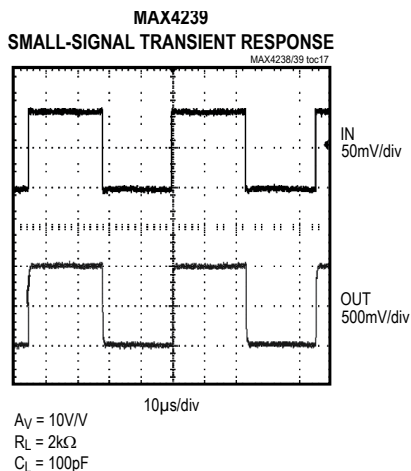 MAX4239
SMALL-SIGNAL TRANSIENT RESPONSE
MAX4238/39 toc17
IN
50mV/div
OUT
500mV/div
10µs/div
AV = 10V/V
RL = 2kΩ
CL = 100pF